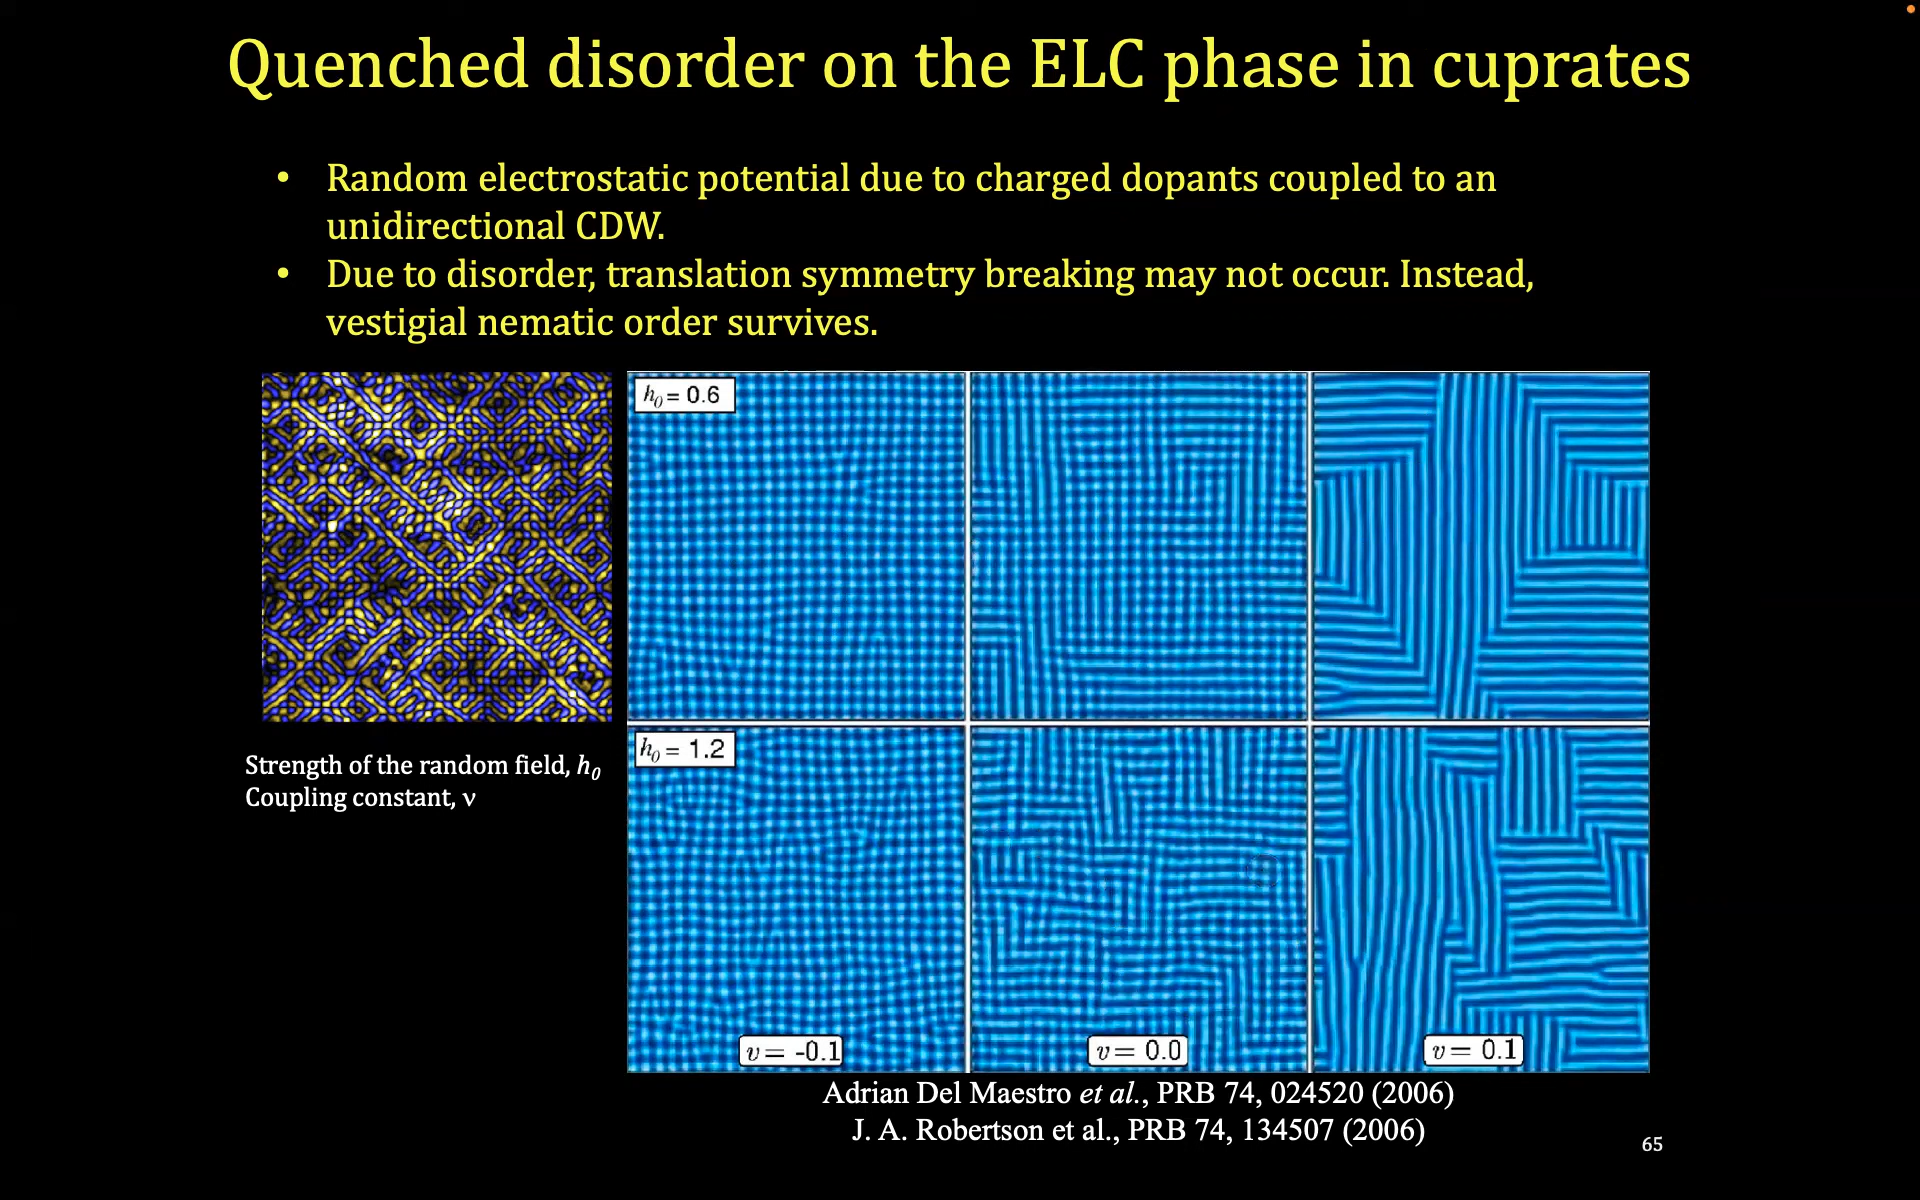 Quenched disorder on the ELC phase in cuprates
• Random electrostatic potential due to charged dopants coupled to an
unidirectional CDW.
• Due to disorder, translation symmetry breaking may not occur. Instead,
vestigial nematic order survives.
h₀ = 0.6
Strength of the random field, h₀
Coupling constant, ν
h₀ = 1.2
υ = -0.1
υ = 0.0
υ = 0.1
Adrian Del Maestro et al., PRB 74, 024520 (2006)
J. A. Robertson et al., PRB 74, 134507 (2006)
65